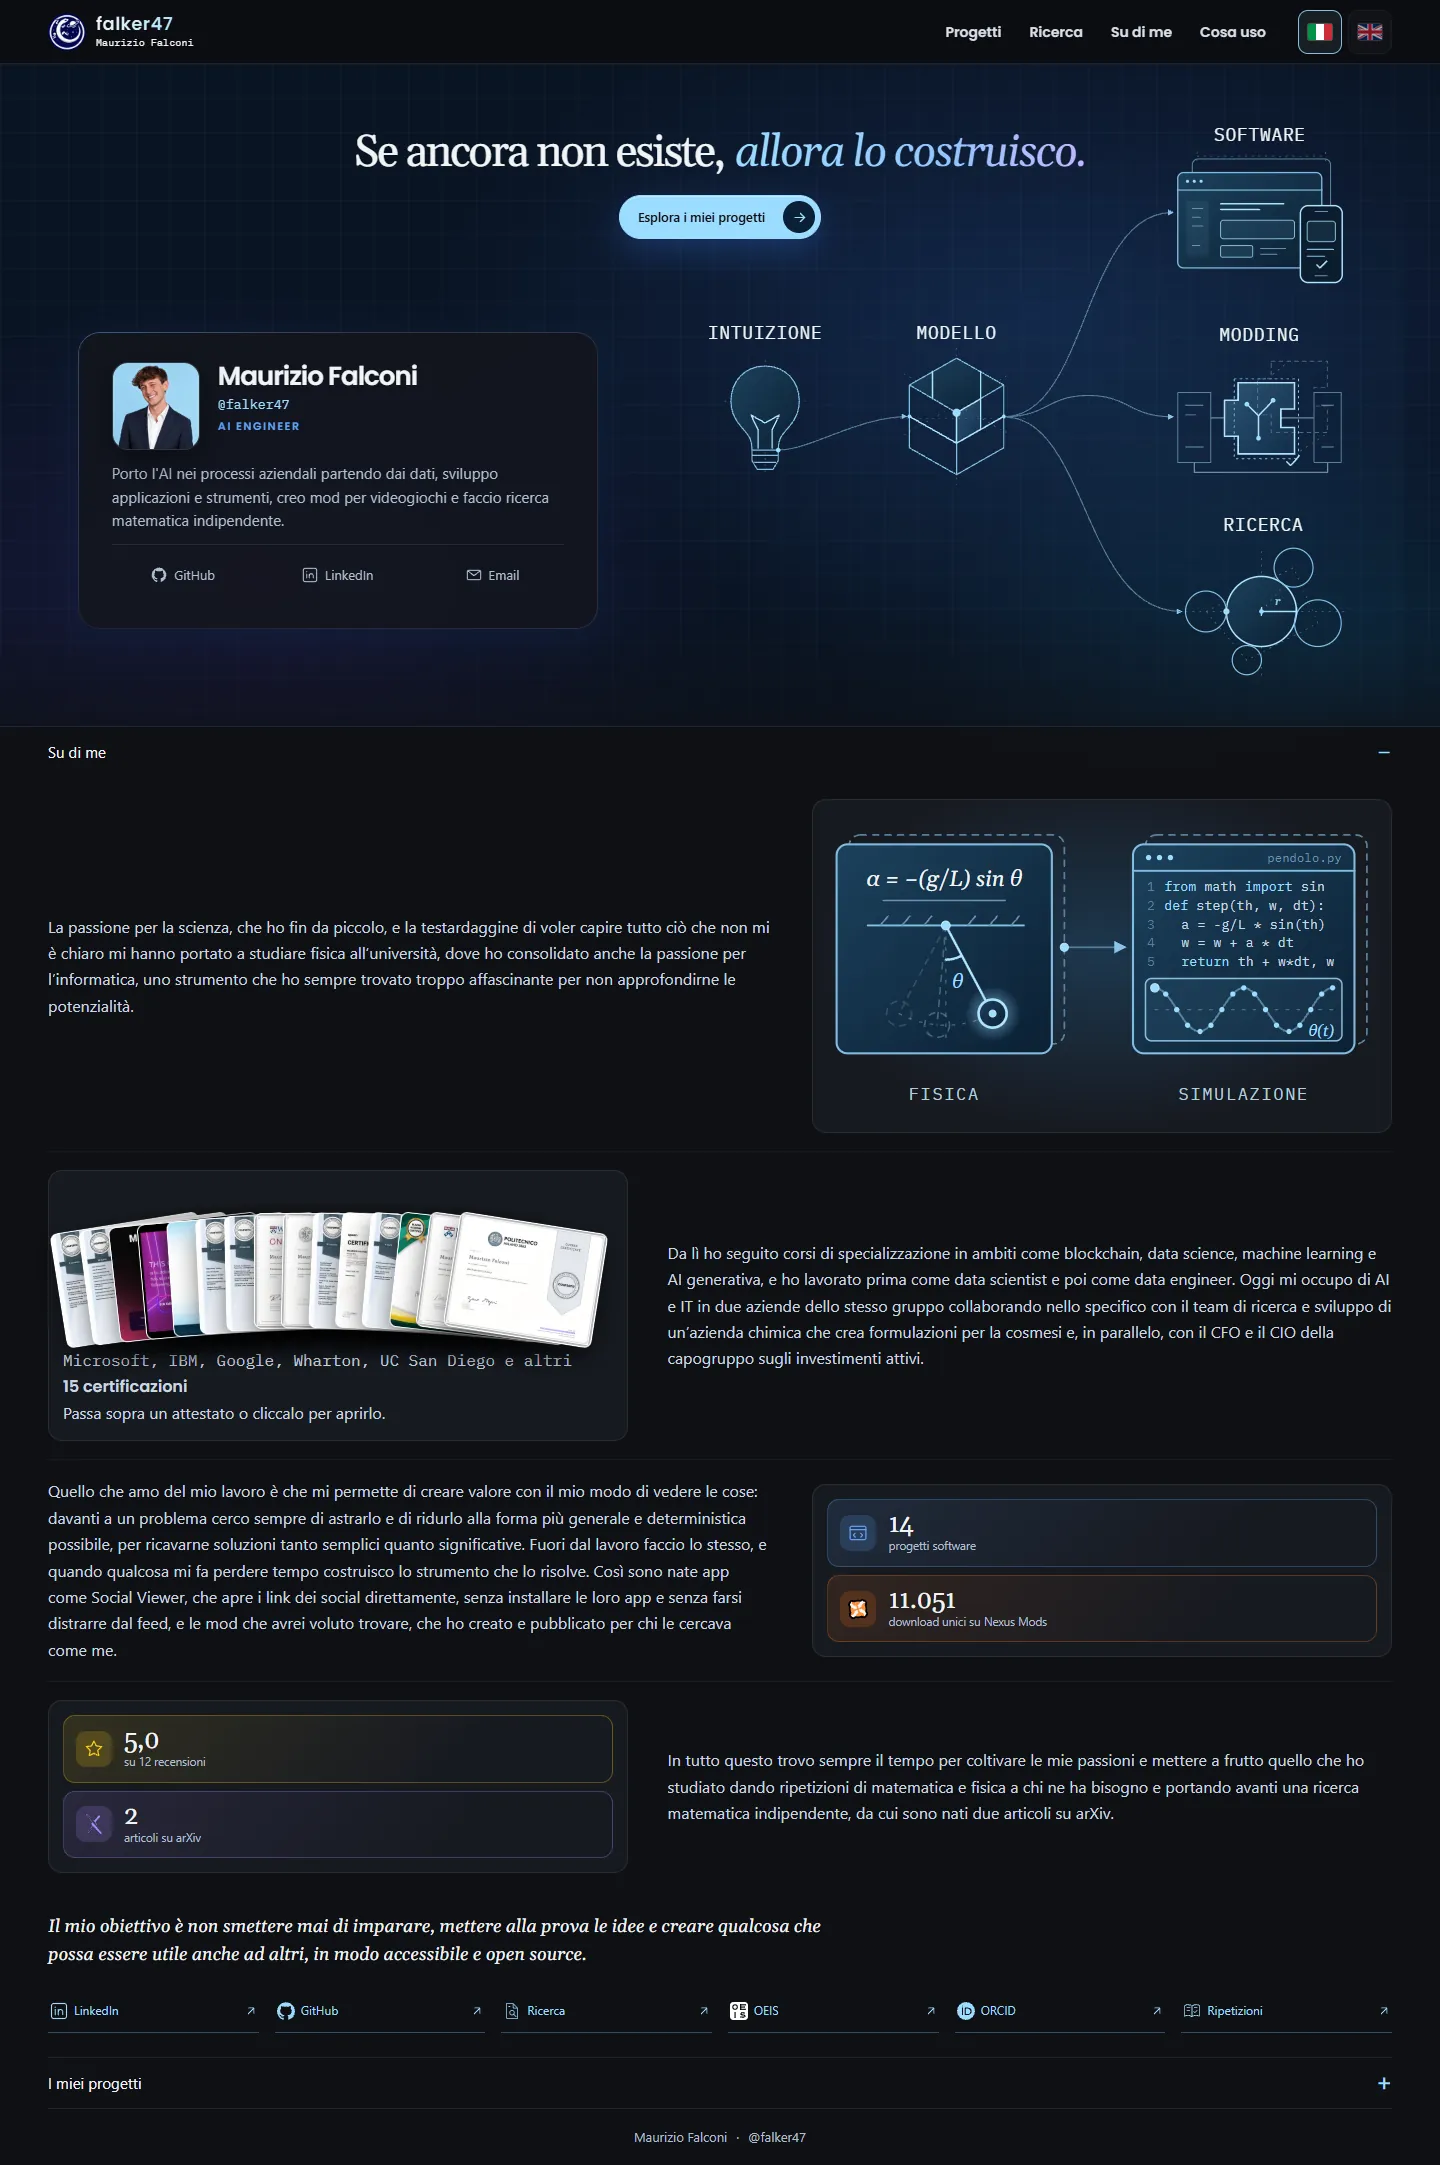 falker47
Maurizio Falconi
Progetti
Ricerca
Su di me
Cosa uso
Se ancora non esiste, allora lo costruisco.
Esplora i miei progetti
SOFTWARE
INTUIZIONE
MODELLO
MODDING
RICERCA
r
Maurizio Falconi
@falker47
AI ENGINEER
Porto l'AI nei processi aziendali partendo dai dati, sviluppo
applicazioni e strumenti, creo mod per videogiochi e faccio ricerca
matematica indipendente.
GitHub
LinkedIn
Email
Su di me
La passione per la scienza, che ho fin da piccolo, e la testardaggine di voler capire tutto ciò che non mi
è chiaro mi hanno portato a studiare fisica all’università, dove ho consolidato anche la passione per
l’informatica, uno strumento che ho sempre trovato troppo affascinante per non approfondirne le
potenzialità.
α = −(g/L) sin θ
θ
FISICA
pendolo.py
1 from math import sin
2 def step(th, w, dt):
3 a = -g/L * sin(th)
4 w = w + a * dt
5 return th + w*dt, w
θ(t)
SIMULAZIONE
POLITECNICO
MILANO 1863
Maurizio Falconi
Microsoft, IBM, Google, Wharton, UC San Diego e altri
15 certificazioni
Passa sopra un attestato o cliccalo per aprirlo.
Da lì ho seguito corsi di specializzazione in ambiti come blockchain, data science, machine learning e
AI generativa, e ho lavorato prima come data scientist e poi come data engineer. Oggi mi occupo di AI
e IT in due aziende dello stesso gruppo collaborando nello specifico con il team di ricerca e sviluppo di
un’azienda chimica che crea formulazioni per la cosmesi e, in parallelo, con il CFO e il CIO della
capogruppo sugli investimenti attivi.
Quello che amo del mio lavoro è che mi permette di creare valore con il mio modo di vedere le cose:
davanti a un problema cerco sempre di astrarlo e di ridurlo alla forma più generale e deterministica
possibile, per ricavarne soluzioni tanto semplici quanto significative. Fuori dal lavoro faccio lo stesso, e
quando qualcosa mi fa perdere tempo costruisco lo strumento che lo risolve. Così sono nate app
come Social Viewer, che apre i link dei social direttamente, senza installare le loro app e senza farsi
distrarre dal feed, e le mod che avrei voluto trovare, che ho creato e pubblicato per chi le cercava
come me.
14
progetti software
11.051
download unici su Nexus Mods
5,0
su 12 recensioni
2
articoli su arXiv
In tutto questo trovo sempre il tempo per coltivare le mie passioni e mettere a frutto quello che ho
studiato dando ripetizioni di matematica e fisica a chi ne ha bisogno e portando avanti una ricerca
matematica indipendente, da cui sono nati due articoli su arXiv.
Il mio obiettivo è non smettere mai di imparare, mettere alla prova le idee e creare qualcosa che
possa essere utile anche ad altri, in modo accessibile e open source.
LinkedIn
GitHub
Ricerca
OEIS
OEIS
iD
ORCID
Ripetizioni
I miei progetti
Maurizio Falconi · @falker47